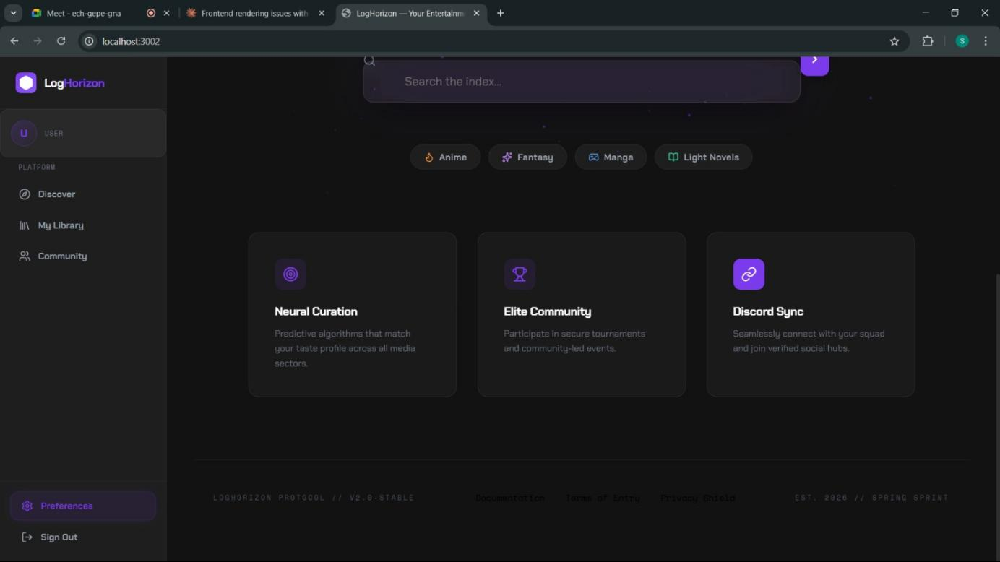 Meet - ech-gepe-gna
Frontend rendering issues with
LogHorizon — Your Entertainm
localhost:3002
S
LogHorizon
U USER
PLATFORM
Discover
My Library
Community
Preferences
Sign Out
Search the index...
Anime Fantasy Manga Light Novels
Neural Curation
Predictive algorithms that match
your taste profile across all media
sectors.
Elite Community
Participate in secure tournaments
and community-led events.
Discord Sync
Seamlessly connect with your squad
and join verified social hubs.
LOGHORIZON PROTOCOL // V2.0-STABLE
Documentation Terms of Entry Privacy Shield
EST. 2026 // SPRING SPRINT